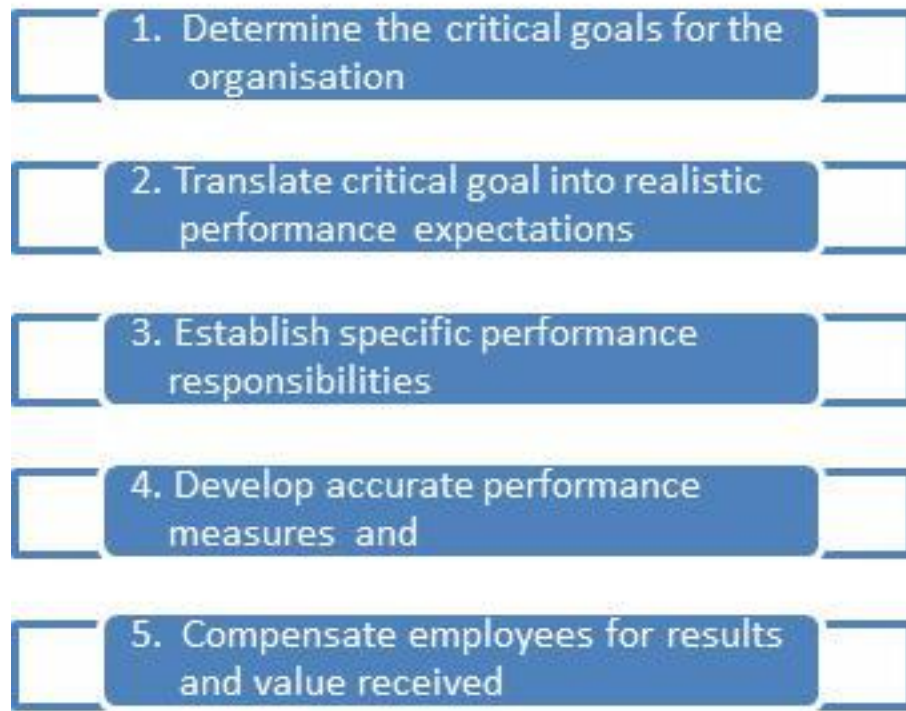 1. Determine the critical goals for the
organisation
2. Translate critical goal into realistic
performance expectations
3. Establish specific performance
responsibilities
4. Develop accurate performance
measures and
5. Compensate employees for results
and value received